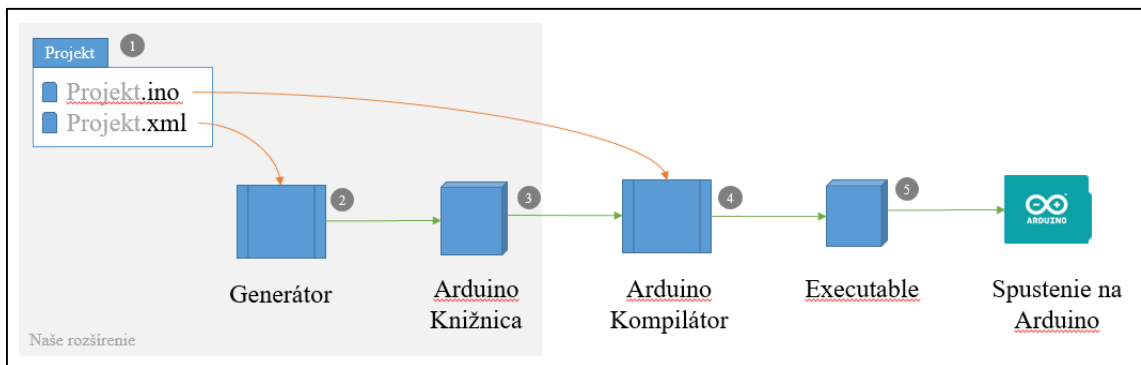 Projekt
1
Projekt.ino
Projekt.xml
2
3
4
5
ARDUINO
Generátor
Arduino
Knižnica
Arduino
Kompilátor
Executable
Spustenie na
Arduino
Naše rozšírenie